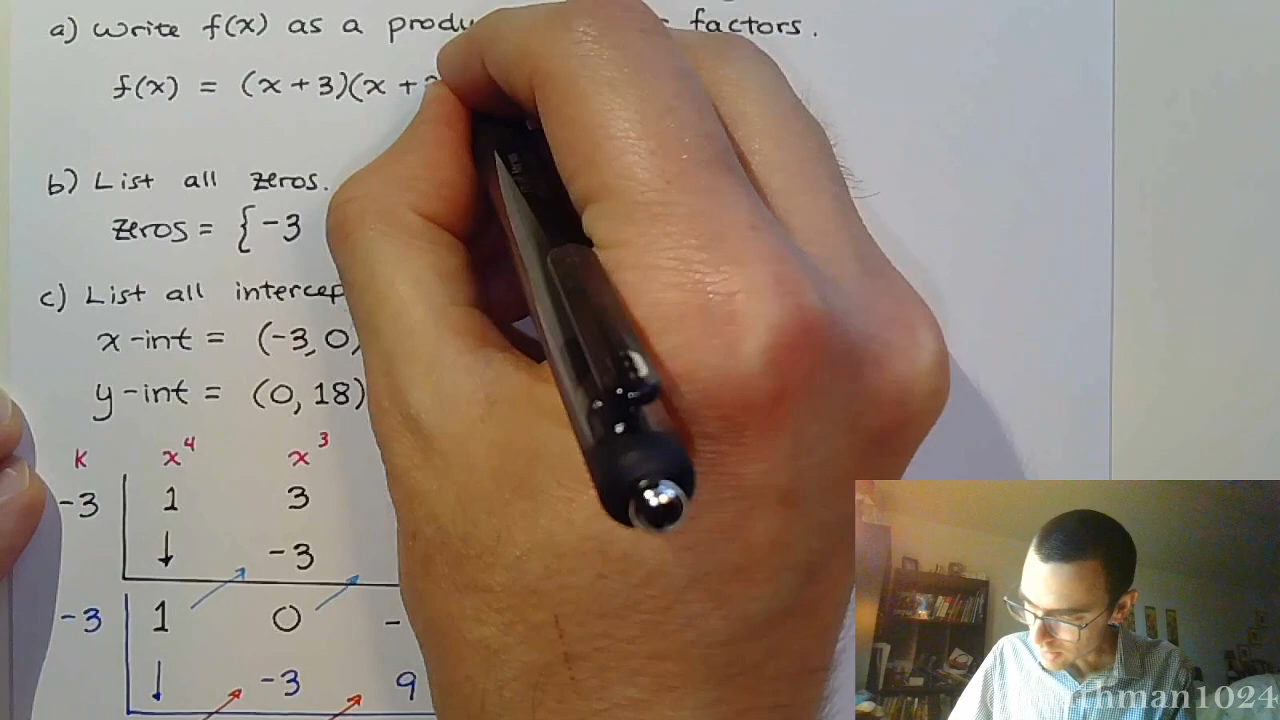 a) Write f(x) as a produ factors.
f(x) = (x+3)(x+
b) List all zeros.
zeros = { -3
c) List all intercep
x-int = (-3, 0)
y-int = (0, 18)
k x⁴ x³
-3 1 3
↓ -3
-3 1 0 -
↓ -3 9